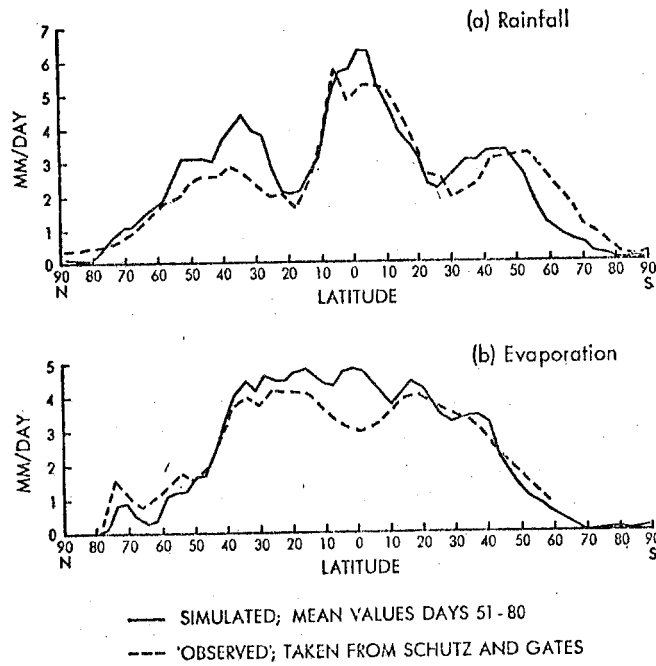 (a) Rainfall
7
6
5
4
3
2
1
0
MM/DAY
90 80 70 60 50 40 30 20 10 0 10 20 30 40 50 60 70 80 90
N S
LATITUDE
(b) Evaporation
5
4
3
2
1
0
MM/DAY
90 80 70 60 50 40 30 20 10 0 10 20 30 40 50 60 70 80 90
N S
LATITUDE
SIMULATED; MEAN VALUES DAYS 51-80
'OBSERVED'; TAKEN FROM SCHUTZ AND GATES